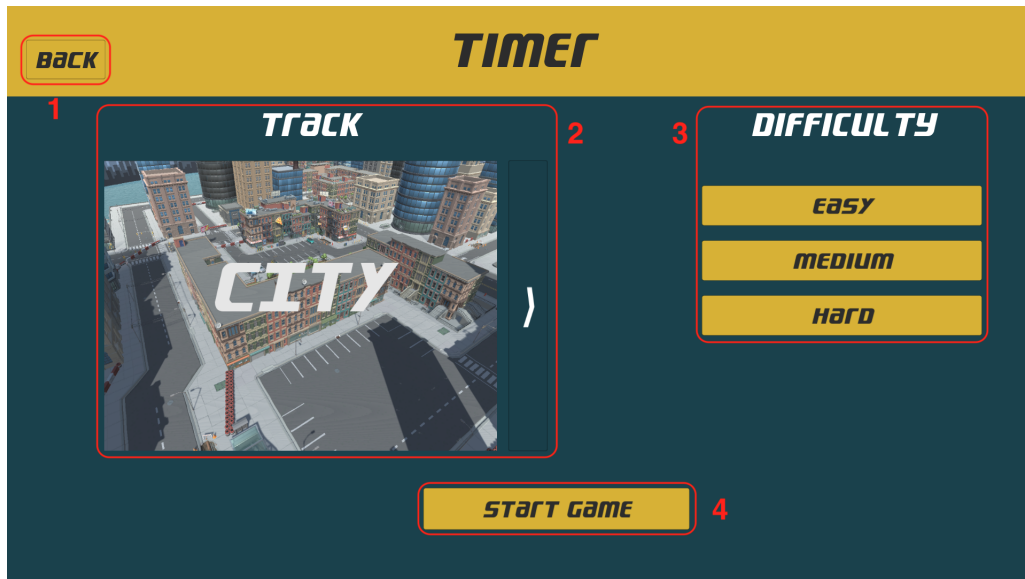 BACK
TIMER
1
TRACK
2
3
DIFFICULTY
CITY
EASY
MEDIUM
HARD
START GAME
4